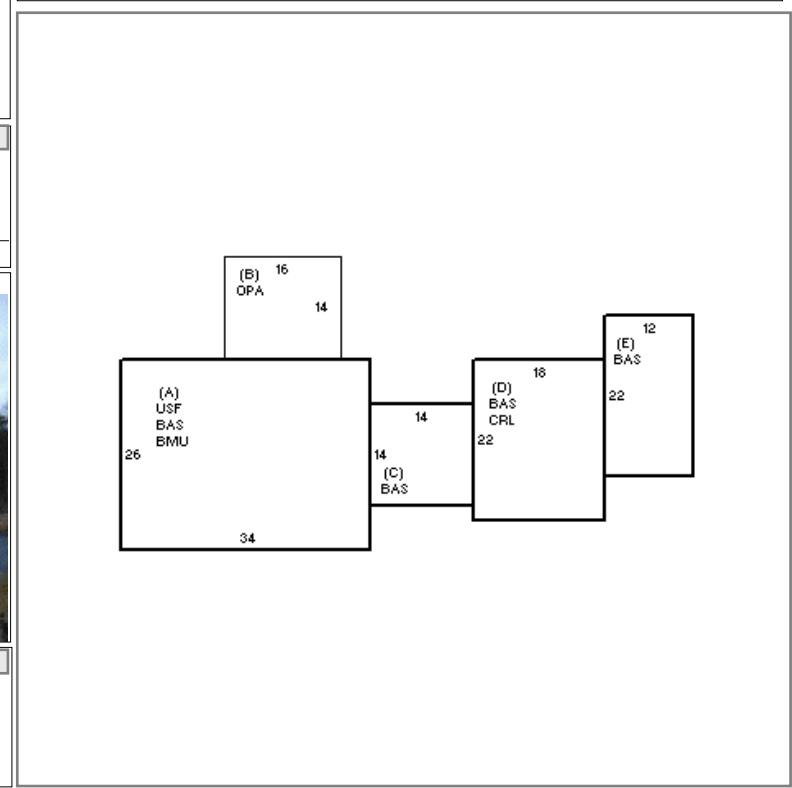 (B) 16
OPA
14
(A)
USF
BAS
BMU
26
34
14
14
(C)
BAS
18
(D)
BAS
CRL
22
12
(E)
BAS
22